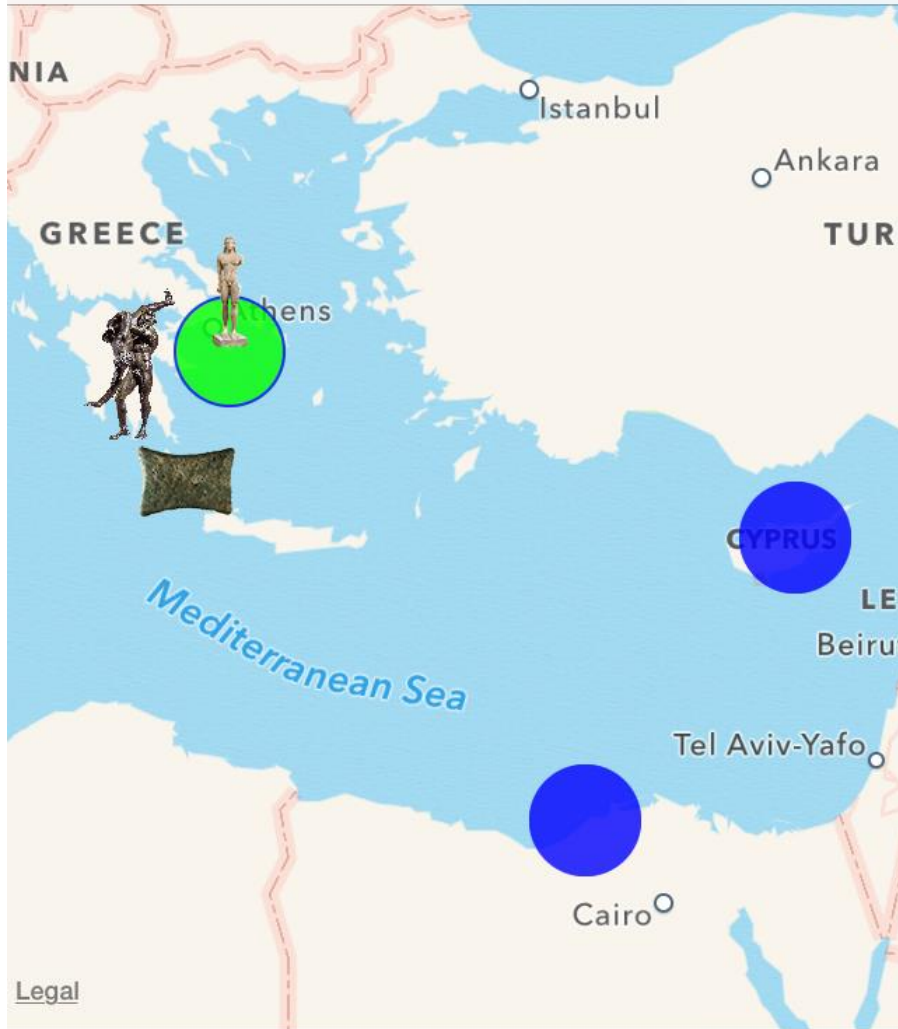 NIA
Istanbul
Ankara
GREECE
TUR
Athens
CYPRUS
LE
Mediterranean Sea
Beiru
Tel Aviv-Yafo
Cairo
Legal